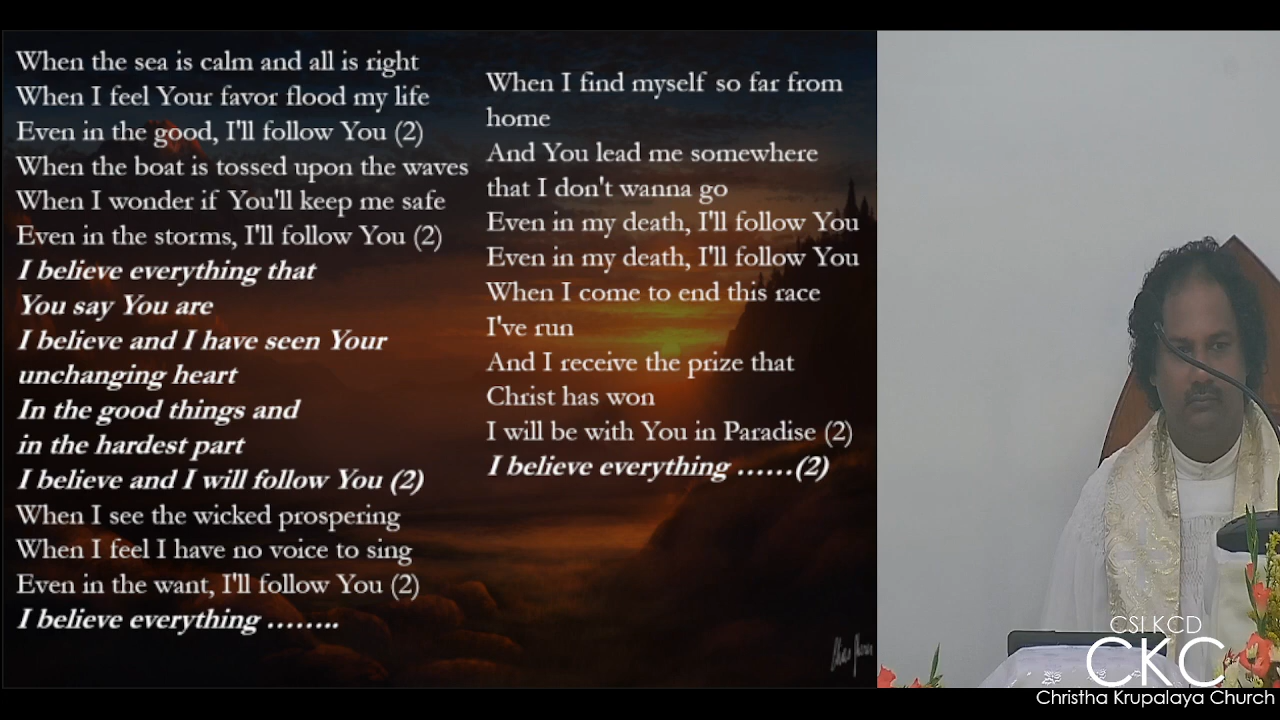 When the sea is calm and all is right
When I feel Your favor flood my life
Even in the good, I'll follow You (2)
When the boat is tossed upon the waves
When I wonder if You'll keep me safe
Even in the storms, I'll follow You (2)
I believe everything that
You say You are
I believe and I have seen Your
unchanging heart
In the good things and
in the hardest part
I believe and I will follow You (2)
When I see the wicked prospering
When I feel I have no voice to sing
Even in the want, I'll follow You (2)
I believe everything ........
When I find myself so far from
home
And You lead me somewhere
that I don't wanna go
Even in my death, I'll follow You
Even in my death, I'll follow You
When I come to end this race
I've run
And I receive the prize that
Christ has won
I will be with You in Paradise (2)
I believe everything ......(2)
CSI KCD
CKC
Christha Krupalaya Church